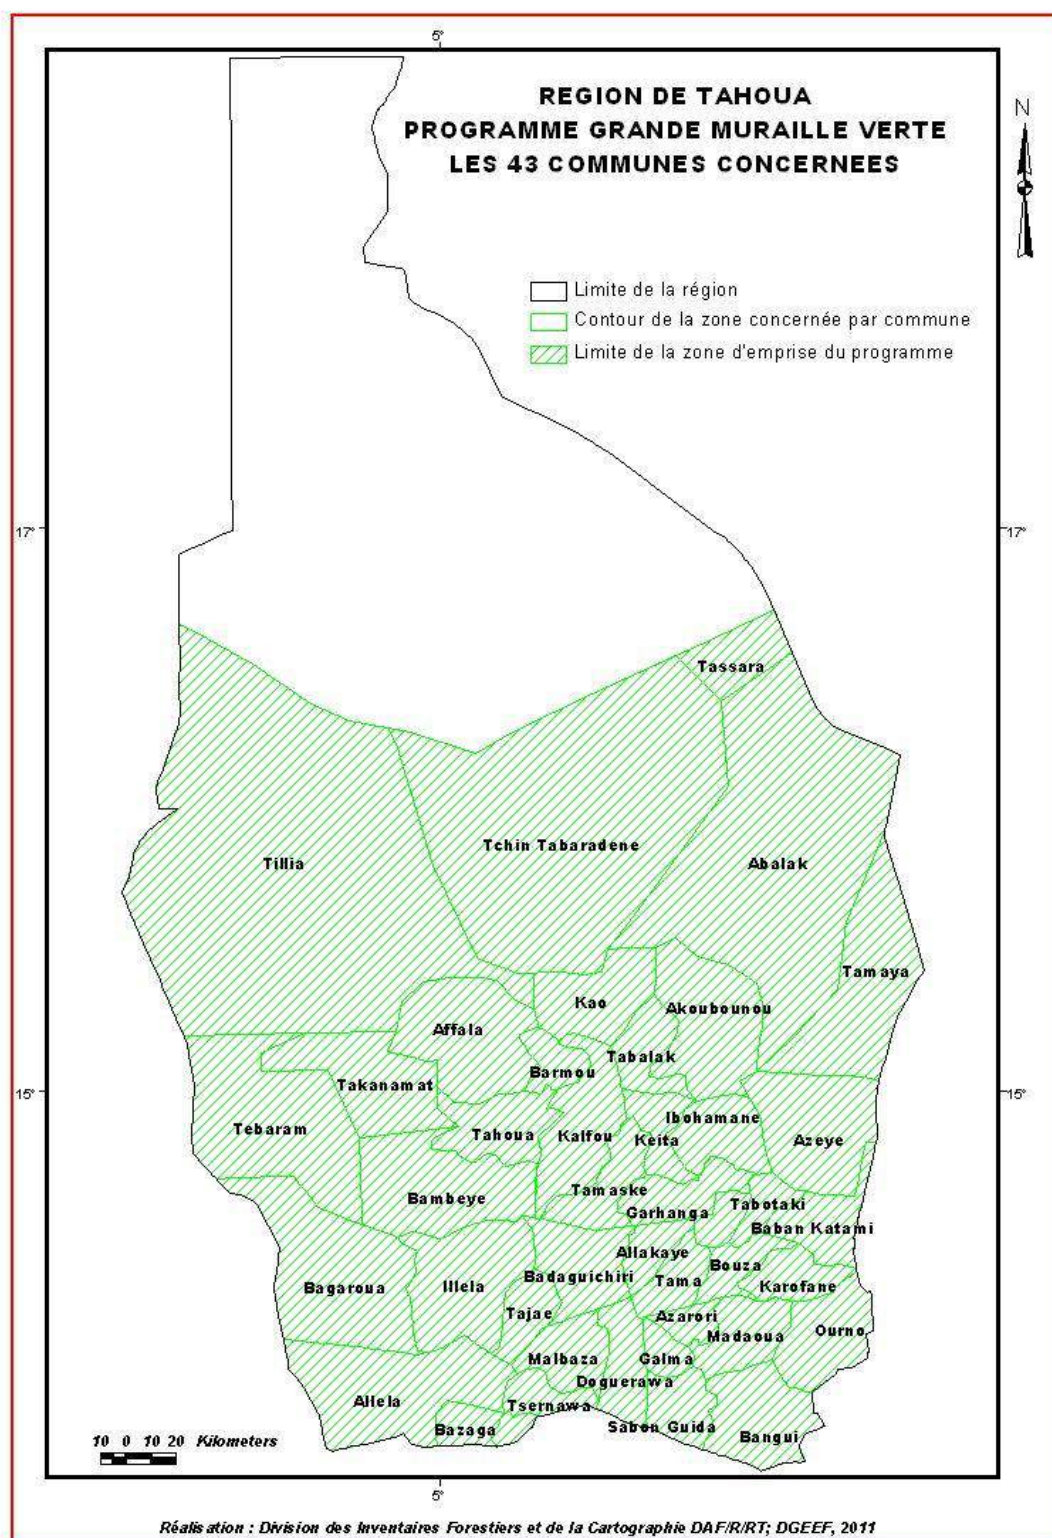 5°
REGION DE TAHOUA
PROGRAMME GRANDE MURAILLE VERTE
LES 43 COMMUNES CONCERNEES
N
Limite de la région
Contour de la zone concernée par commune
Limite de la zone d'emprise du programme
17° 17°
Tassara
Tchin Tabaradene
Tillia Abalak
Tamaya
Kao
Akoubounou
Affala
Tabalak
Barmou
Takanamat
15° 15°
Ibohamane
Tebaram
Tahoua Kalfou Keita Azeye
Tamaske
Bambeye
Tabotaki
Garhanga
Baban Katami
Allakaye
Bouza
Badaguichiri Tama
Bagaroua Illela Karofane
Tajae Azarori
Madaoua Ourno
Malbaza Galma
Doguerawa
Allela Tsernawa
Bazaga Sabon Guida
Bangui
10 0 10 20 Kilometers
5°
Réalisation : Division des Inventaires Forestiers et de la Cartographie DAF/R/RT; DGEEF, 2011